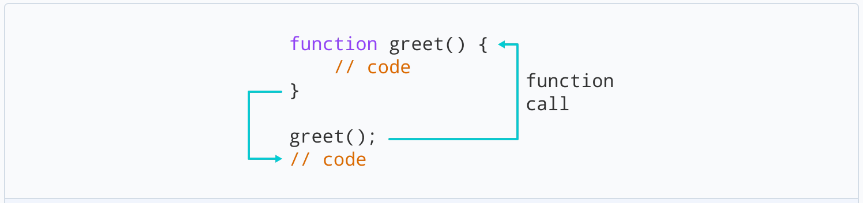 function greet() {
// code
}
function
call
greet();
// code